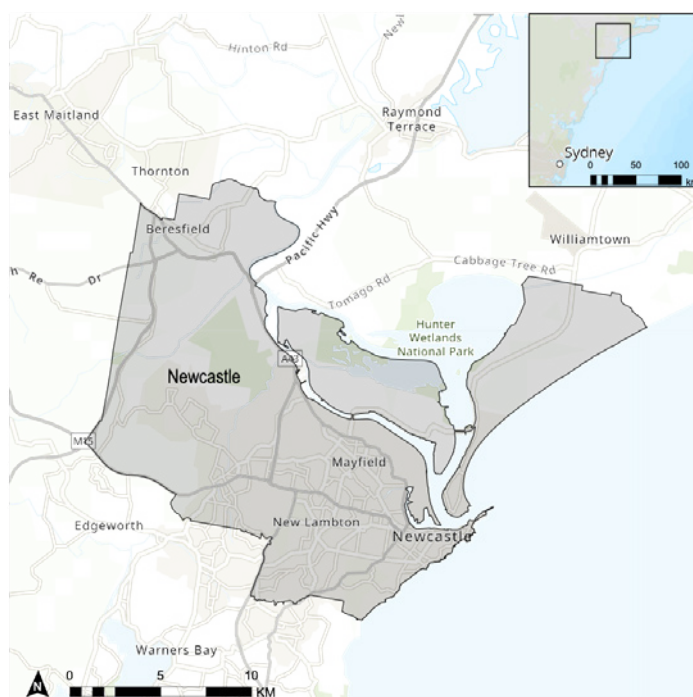 Hinton Rd
New
East Maitland
Raymond
Terrace
Thornton
Sydney
0 50 100
km
Beresfield
Pacific Hwy
Williamtown
Cabbage Tree Rd
Tomago Rd
n Re Dr
Hunter
Wetlands
National Park
A43
Newcastle
M15
Mayfield
Edgeworth
New Lambton
Newcastle
Warners Bay
N
0 5 10
KM